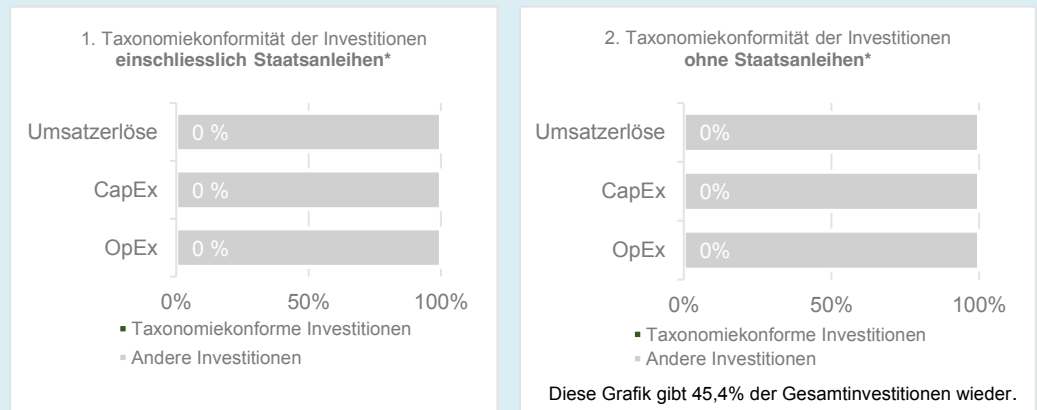 1. Taxonomiekonformität der Investitionen
einschliesslich Staatsanleihen*
Umsatzerlöse 0 %
CapEx 0 %
OpEx 0 %
0% 50% 100%
Taxonomiekonforme Investitionen
Andere Investitionen
2. Taxonomiekonformität der Investitionen
ohne Staatsanleihen*
Umsatzerlöse 0%
CapEx 0%
OpEx 0%
0% 50% 100%
Taxonomiekonforme Investitionen
Andere Investitionen
Diese Grafik gibt 45,4% der Gesamtinvestitionen wieder.